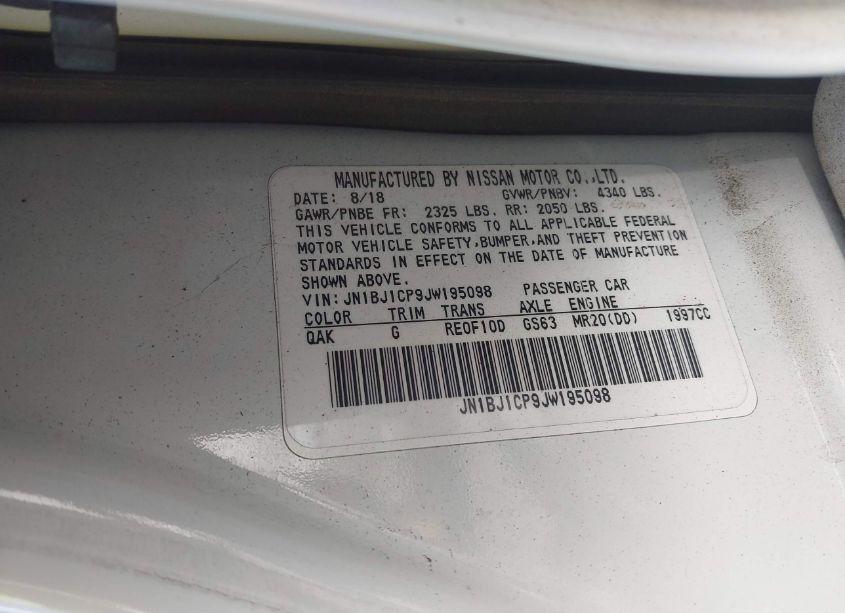 MANUFACTURED BY NISSAN MOTOR CO.,LTD.
DATE: 8/18 GVWR/PNBV: 4340 LBS.
GAWR/PNBE FR: 2325 LBS. RR: 2050 LBS.
THIS VEHICLE CONFORMS TO ALL APPLICABLE FEDERAL
MOTOR VEHICLE SAFETY,BUMPER,AND THEFT PREVENTION
STANDARDS IN EFFECT ON THE DATE OF MANUFACTURE
SHOWN ABOVE.
VIN:JN1BJ1CP9JW195098 PASSENGER CAR
COLOR TRIM TRANS AXLE ENGINE
QAK G RE0F10D GS63 MR20(DD) 1997CC
JN1BJ1CP9JW195098